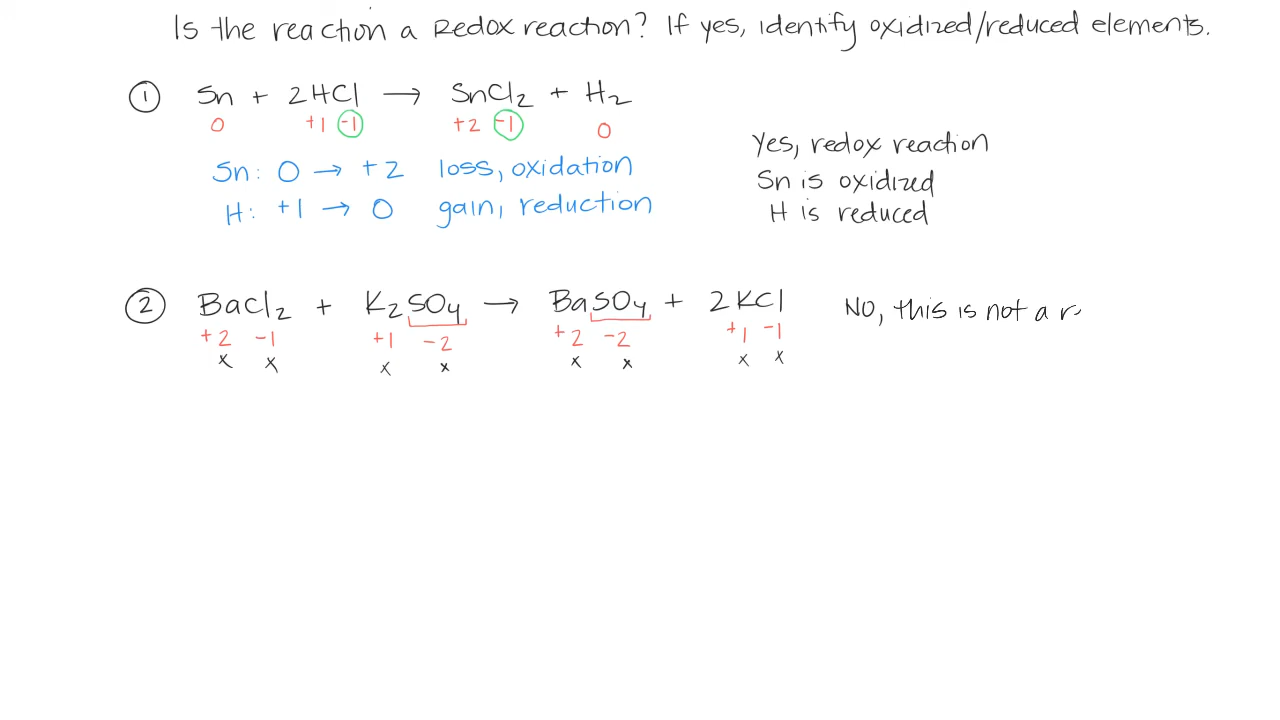 Is the reaction a Redox reaction? If yes, identify oxidized/reduced elements.
① Sn + 2HCl → SnCl₂ + H₂
0 +1 -1 +2 -1 0
Sn: 0 → +2 loss, oxidation
H: +1 → 0 gain, reduction
Yes, redox reaction
Sn is oxidized
H is reduced
② BaCl₂ + K₂SO₄ → BaSO₄ + 2KCl NO, this is not a r
+2 -1 +1 -2 +2 -2 +1 -1
x x x x x x x x